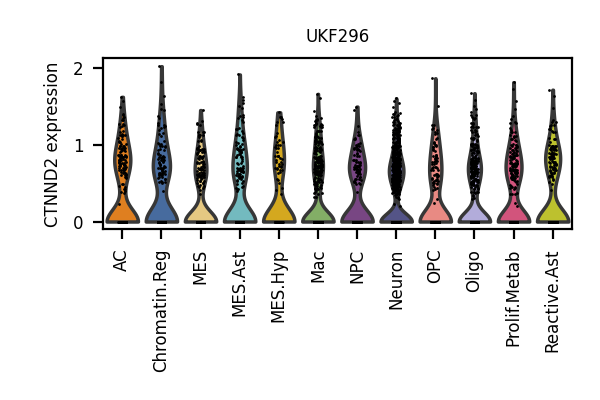 UKF296
CTNND2 expression
2
1
0
AC
Chromatin.Reg
MES
MES.Ast
MES.Hyp
Mac
NPC
Neuron
OPC
Oligo
Prolif.Metab
Reactive.Ast